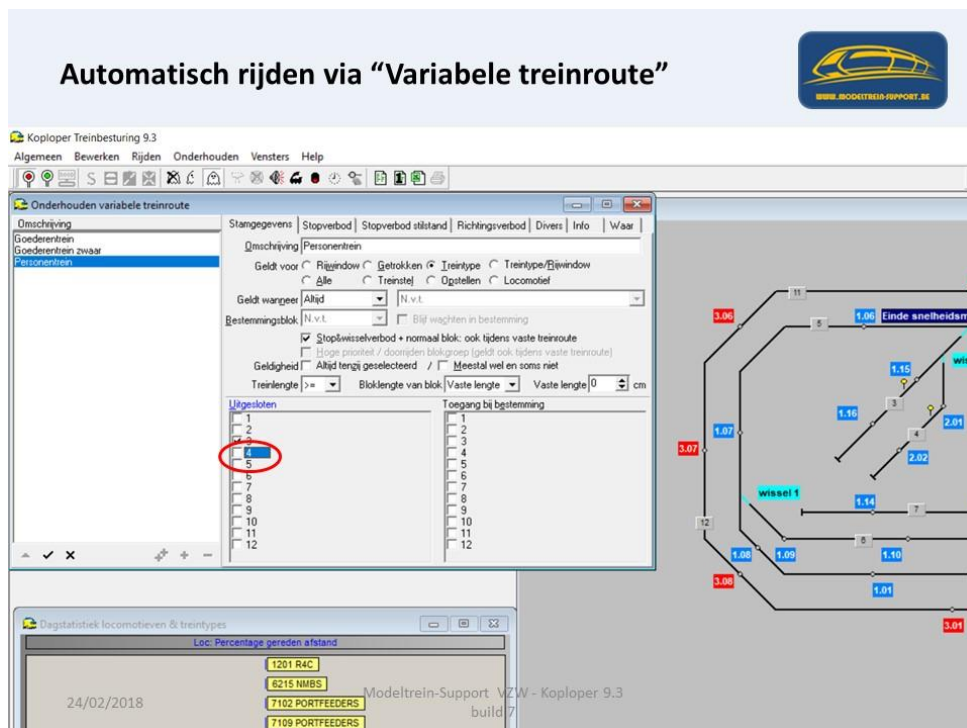 Automatisch rijden via “Variabele treinroute”
WWW.MODELTREIN-SUPPORT.BE
Koploper Treinbesturing 9.3
Algemeen Bewerken Rijden Onderhouden Vensters Help
Onderhouden variabele treinroute
Omschrijving
Goederentrein
Goederentrein zwaar
Personentrein
Stamgegevens Stopverbod Stopverbod stilstand Richtingsverbod Divers Info Waar
Omschrijving Personentrein
Geldt voor Rijwindow Getrokken Treintype Treintype/Rijwindow
Alle Treinstel Opstellen Locomotief
Geldt wanneer Altijd N.v.t.
Bestemmingsblok N.v.t. Blijf wachten in bestemming
Stop&wisselverbod + normaal blok: ook tijdens vaste treinroute
Hoge prioriteit / doorrijden blokgroep (geldt ook tijdens vaste treinroute)
Geldigheid Altijd tenzij geselecteerd / Meestal wel en soms niet
Treinlengte >= Bloklengte van blok Vaste lengte Vaste lengte 0 cm
Uitgesloten
1
2
3
4
5
6
7
8
9
10
11
12
Toegang bij bestemming
1
2
3
4
5
6
7
8
9
10
11
12
11
3.06
5
1.06 Einde snelheidsm
1.15
wis
3
1.16
2.01
4
1.07
3.07
2.02
wissel 1
1.14
7
12
6
1.08
1.09
1.10
3.08
1.01
3.01
Dagstatistiek locomotieven & treintypes
Loc: Percentage gereden afstand
1201 R4C
6215 NMBS
7102 PORTFEEDERS
7109 PORTFEEDERS
24/02/2018
Modeltrein-Support VZW - Koploper 9.3
build 7